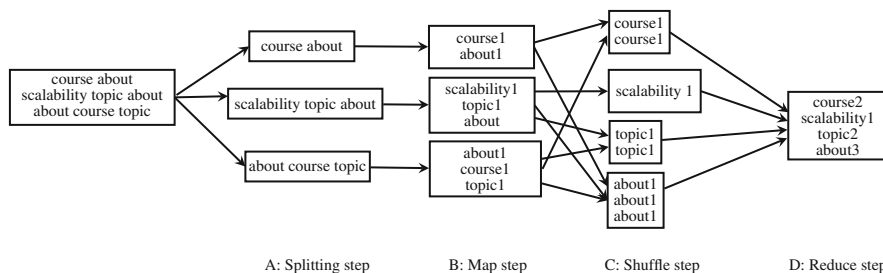 course about
scalability topic about
about course topic
course about
scalability topic about
about course topic
course1
about1
scalability1
topic1
about
about1
course1
topic1
course1
course1
scalability 1
topic1
topic1
about1
about1
about1
course2
scalability1
topic2
about3
A: Splitting step
B: Map step
C: Shuffle step
D: Reduce step